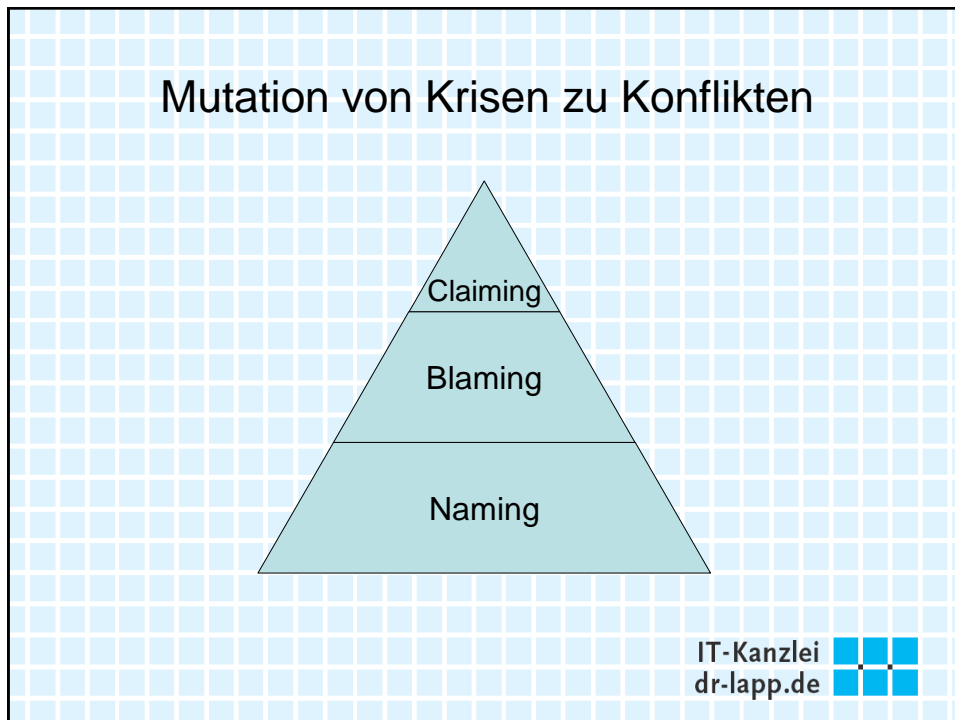 Mutation von Krisen zu Konflikten
Claiming
Blaming
Naming
IT-Kanzlei
dr-lapp.de